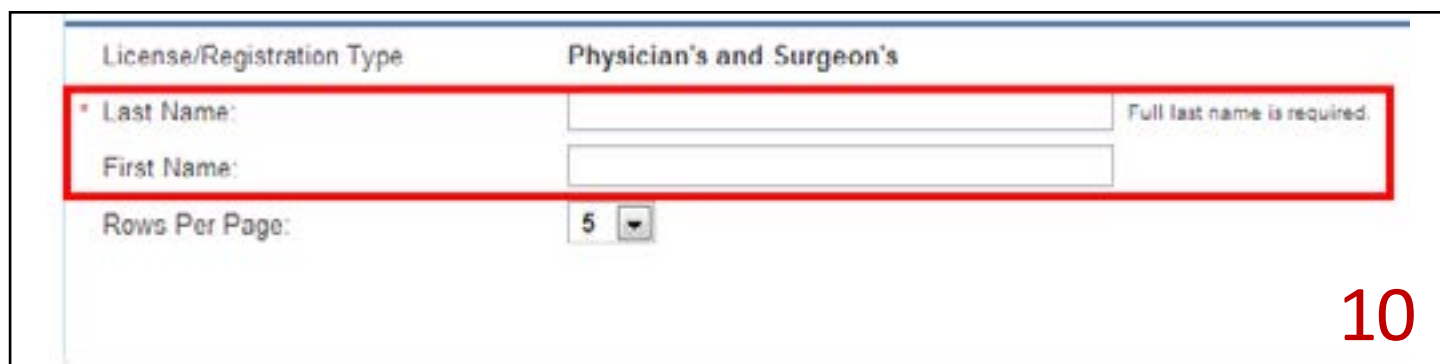 License/Registration Type Physician's and Surgeon's
* Last Name: Full last name is required.
First Name:
Rows Per Page: 5
10